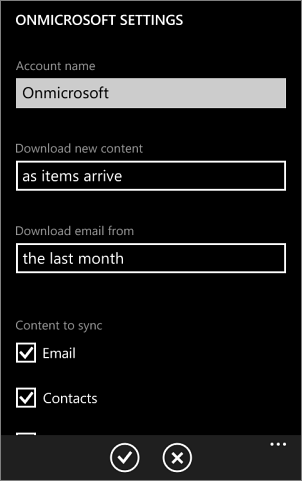 ONMICROSOFT SETTINGS
Account name
Onmicrosoft
Download new content
as items arrive
Download email from
the last month
Content to sync
Email
Contacts